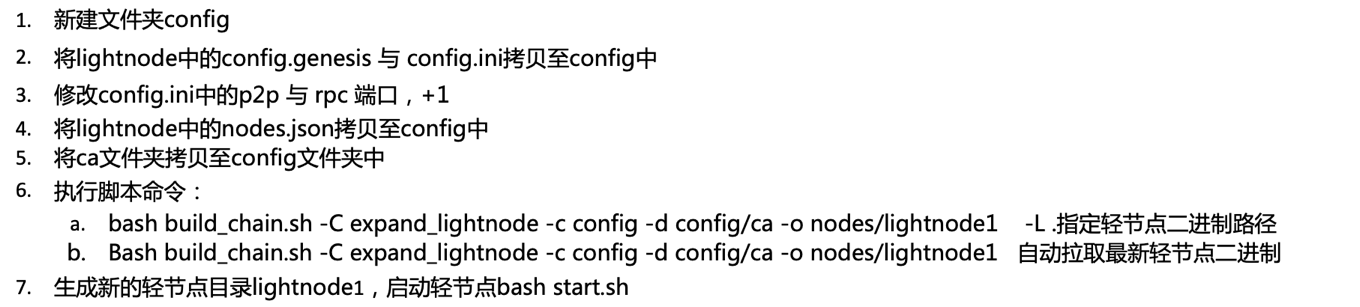 1. 新建文件夹config
2. 将lightnode中的config.genesis 与 config.ini拷贝至config中
3. 修改config.ini中的p2p 与 rpc 端口，+1
4. 将lightnode中的nodes.json拷贝至config中
5. 将ca文件夹拷贝至config文件夹中
6. 执行脚本命令：
a. bash build_chain.sh -C expand_lightnode -c config -d config/ca -o nodes/lightnode1 -L .指定轻节点二进制路径
b. Bash build_chain.sh -C expand_lightnode -c config -d config/ca -o nodes/lightnode1 自动拉取最新轻节点二进制
7. 生成新的轻节点目录lightnode1，启动轻节点bash start.sh